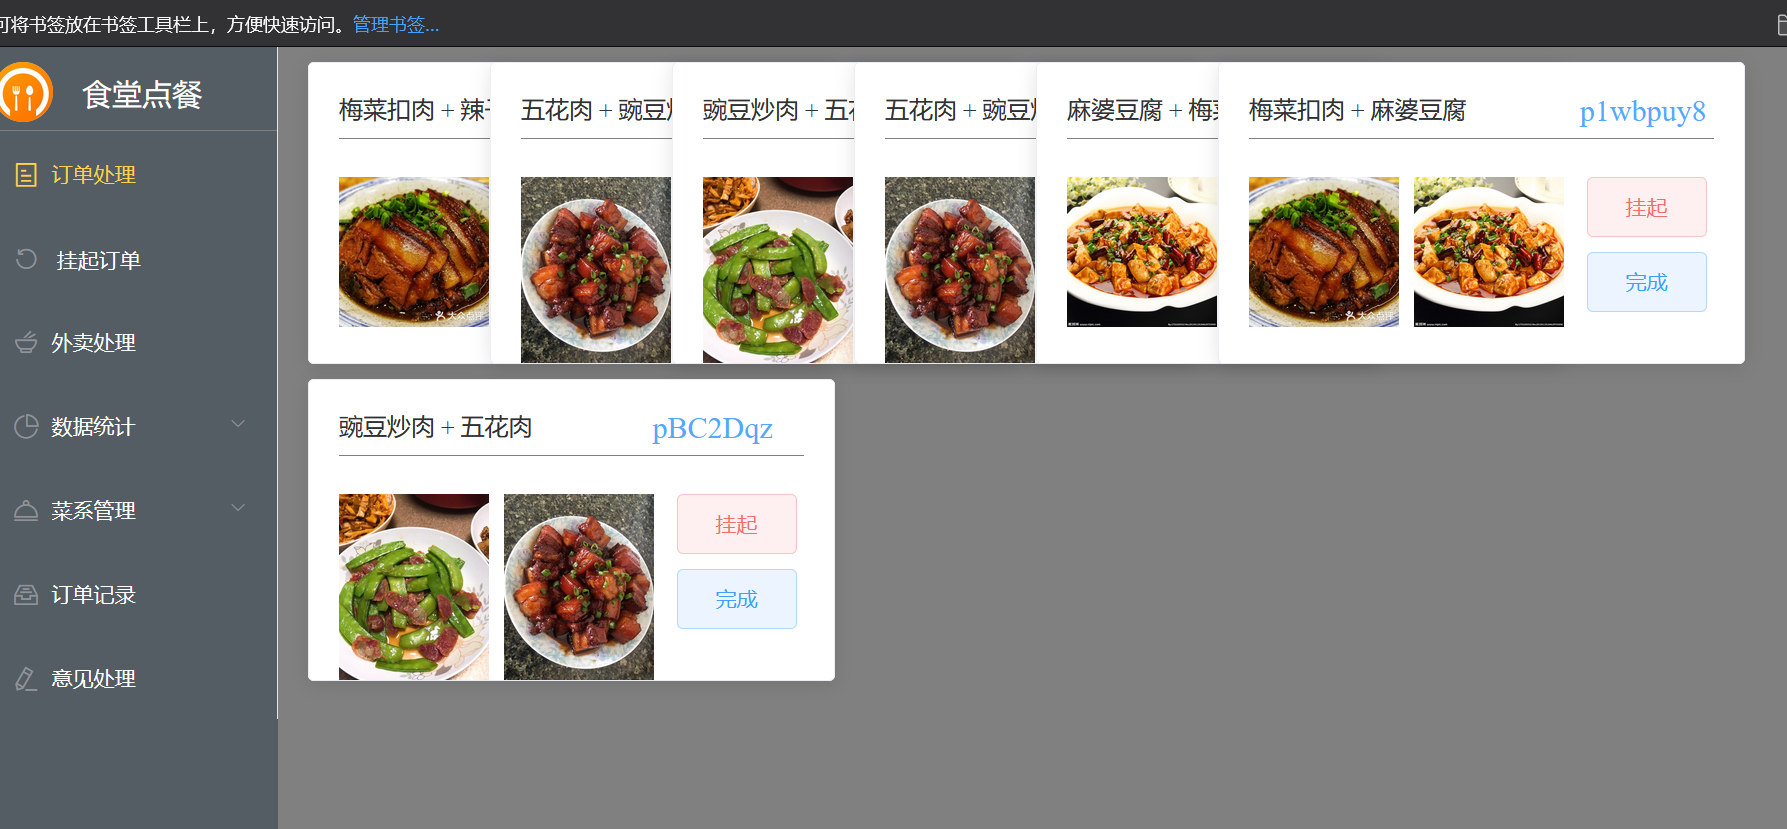 可将书签放在书签工具栏上，方便快速访问。管理书签...
食堂点餐
订单处理
挂起订单
外卖处理
数据统计
菜系管理
订单记录
意见处理
梅菜扣肉 + 辣
五花肉 + 豌豆
豌豆炒肉 + 五
五花肉 + 豌豆
麻婆豆腐 + 梅
梅菜扣肉 + 麻婆豆腐
p1wbpuy8
大众点评
挂起
完成
豌豆炒肉 + 五花肉
pBC2Dqz
挂起
完成